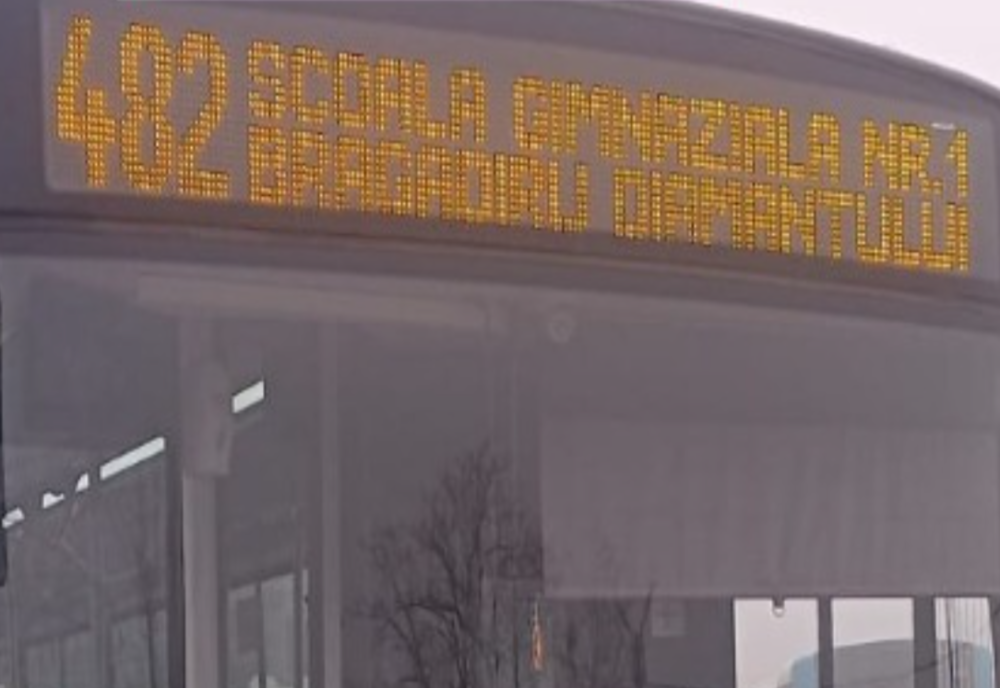 482
SCOALA GIMNAZIALA NR.1
BRAGADIRU DIAMANTULUI